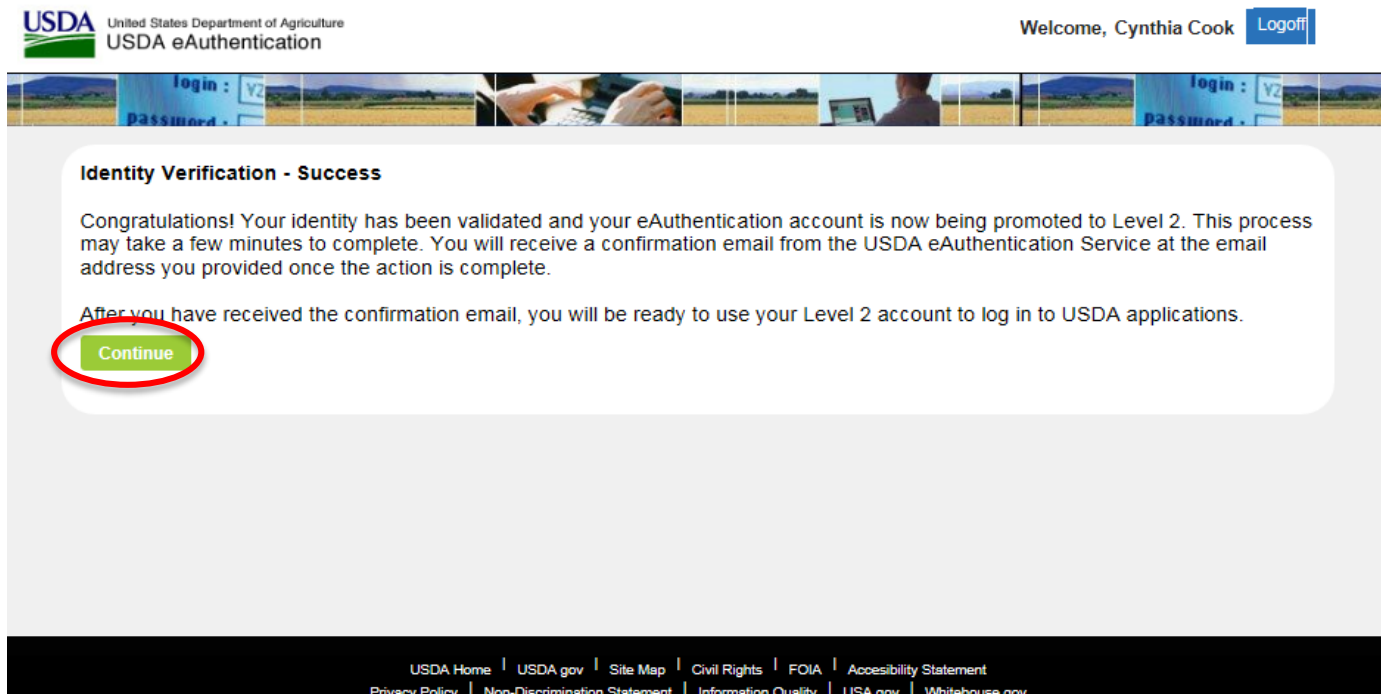 USDA United States Department of Agriculture
USDA eAuthentication
Welcome, Cynthia Cook Logoff
login : YZ
password :
login : YZ
password :
Identity Verification - Success
Congratulations! Your identity has been validated and your eAuthentication account is now being promoted to Level 2. This process
may take a few minutes to complete. You will receive a confirmation email from the USDA eAuthentication Service at the email
address you provided once the action is complete.
After you have received the confirmation email, you will be ready to use your Level 2 account to log in to USDA applications.
Continue
USDA Home | USDA gov | Site Map | Civil Rights | FOIA | Accesibility Statement
Privacy Policy | Non-Discrimination Statement | Information Quality | USA gov | Whitehouse gov